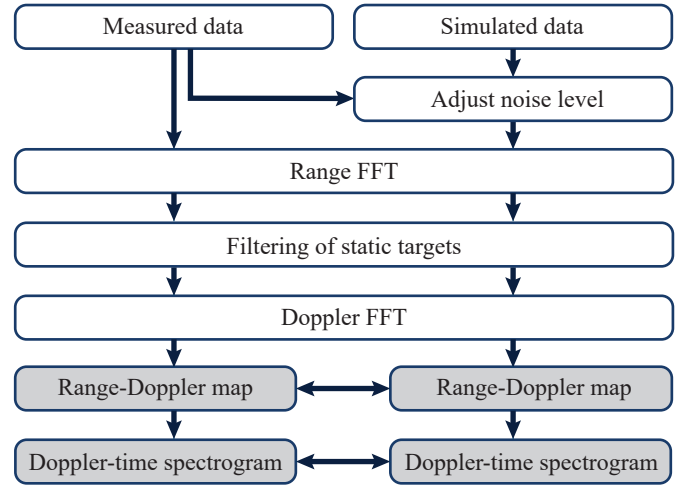 Measured data
Simulated data
Adjust noise level
Range FFT
Filtering of static targets
Doppler FFT
Range-Doppler map
Range-Doppler map
Doppler-time spectrogram
Doppler-time spectrogram